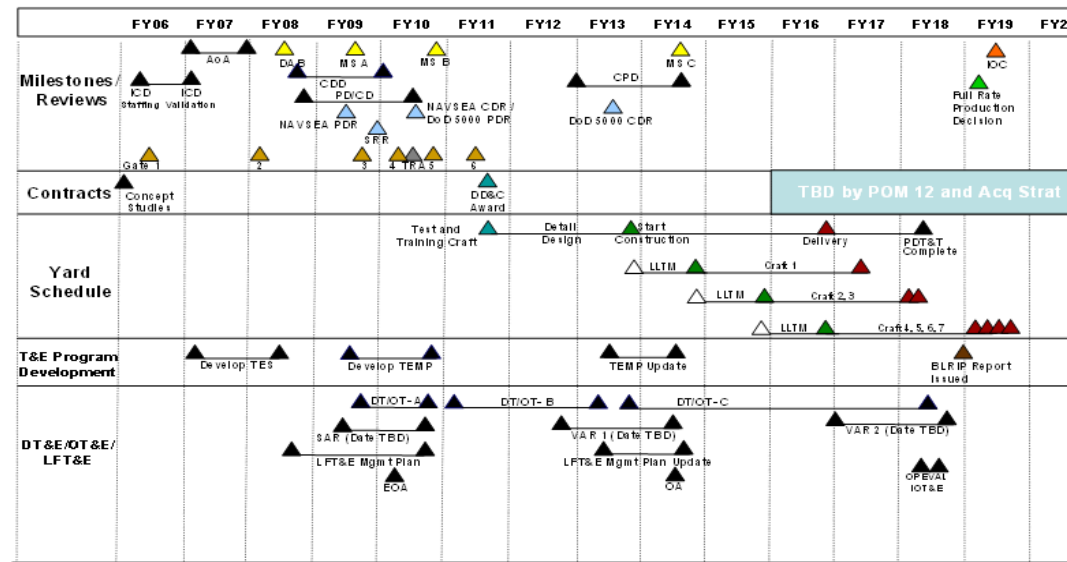 FY06 FY07 FY08 FY09 FY10 FY11 FY12 FY13 FY14 FY15 FY16 FY17 FY18 FY19 FY2
Milestones/
Reviews
AoA
DAB
MS A
MS B
MS C
IOC
ICD
Staffing
ICD
Validation
CDD
PD/CD
CPD
NAVSEA PDR
SRR
NAVSEA CDR /
DoD 5000 PDR
DoD 5000 CDR
Full Rate
Production
Decision
Gate 1 2 3 4 TRA 5 6
Contracts
Concept
Studies
DD&C
Award
TBD by POM 12 and Acq Strat
Yard
Schedule
Test and
Training Craft
Detail
Design
Start
Construction
Delivery
PDT&T
Complete
LLTM Craft 1
LLTM Craft 2, 3
LLTM Craft 4, 5, 6, 7
T&E Program
Development
Develop TES
Develop TEMP
TEMP Update
BLRIP Report
Issued
DT&E/OT&E/
LFT&E
DT/OT-A
DT/OT- B
DT/OT-C
SAR (Date TBD)
VAR 1 (Date TBD)
VAR 2 (Date TBD)
LFT&E Mgmt Plan
LFT&E Mgmt Plan Update
EOA
OA
OPEVAL
IOT&E